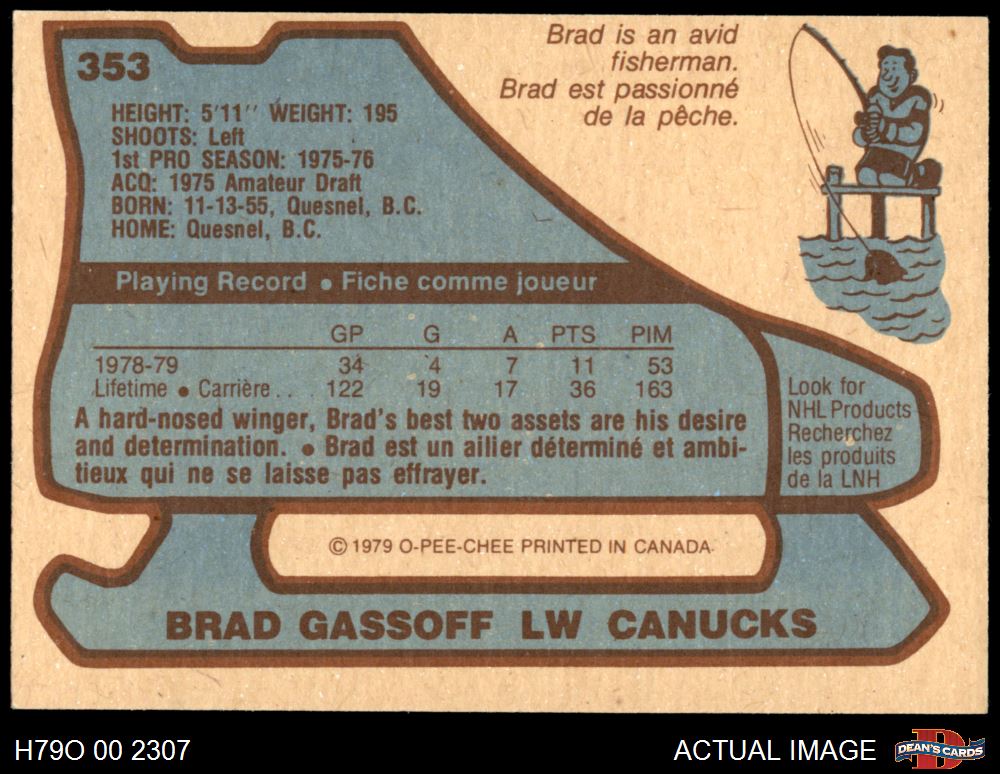 353
Brad is an avid
fisherman.
Brad est passionné
de la pêche.
HEIGHT: 5'11'' WEIGHT: 195
SHOOTS: Left
1st PRO SEASON: 1975-76
ACQ: 1975 Amateur Draft
BORN: 11-13-55, Quesnel, B.C.
HOME: Quesnel, B.C.
Playing Record • Fiche comme joueur
GP G A PTS PIM
1978-79 34 4 7 11 53
Lifetime • Carrière.. 122 19 17 36 163
A hard-nosed winger, Brad's best two assets are his desire
and determination. • Brad est un ailier déterminé et ambi-
tieux qui ne se laisse pas effrayer.
Look for
NHL Products
Recherchez
les produits
de la LNH
© 1979 O-PEE-CHEE PRINTED IN CANADA
BRAD GASSOFF LW CANUCKS
H79O 00 2307
ACTUAL IMAGE
D
DEAN'S CARDS